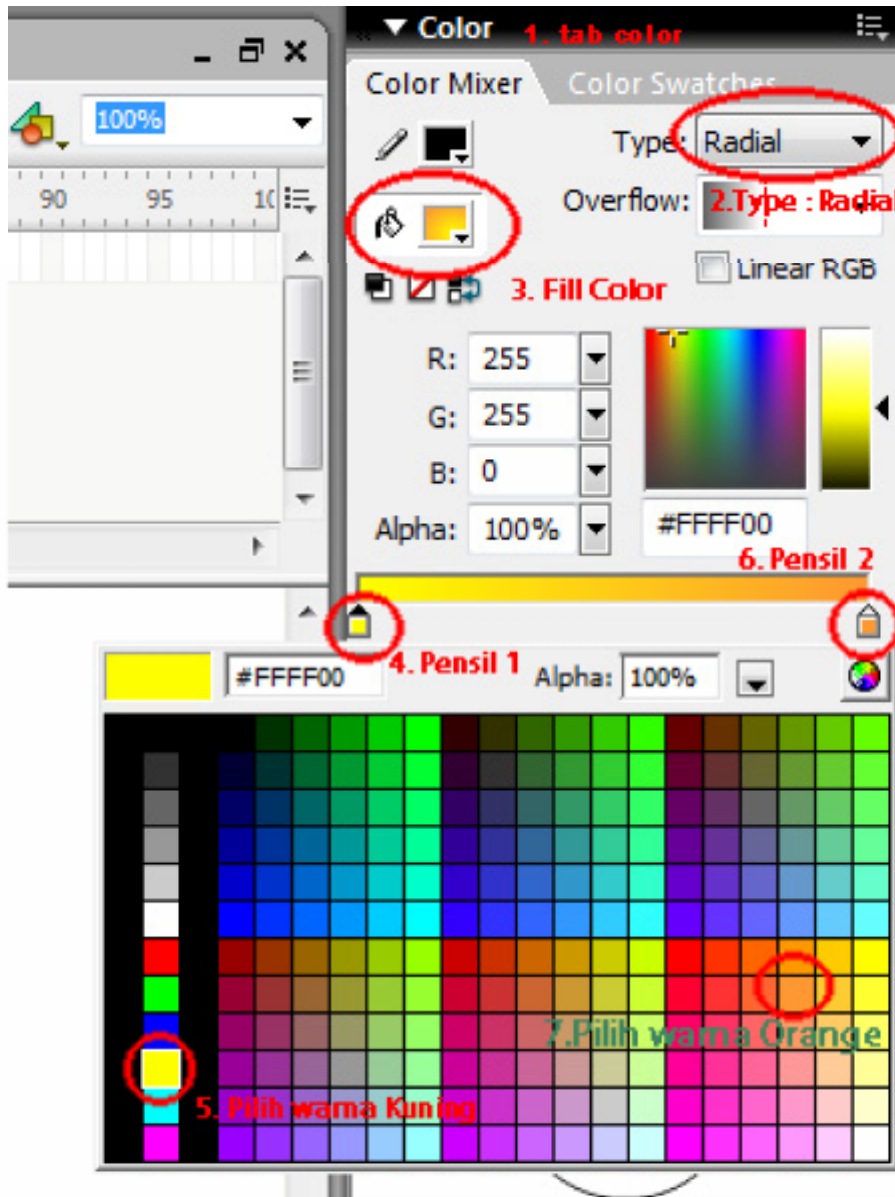 Color 1. tab color
Color Mixer Color Swatches
100%
Type: Radial
90 95 10
Overflow: 2.Type : Radial
Linear RGB
3. Fill Color
R: 255
G: 255
B: 0
Alpha: 100% #FFFF00
6. Pensil 2
4. Pensil 1
#FFFF00 Alpha: 100%
7.Pilih warna Orange
5. Pilih warna Kuning